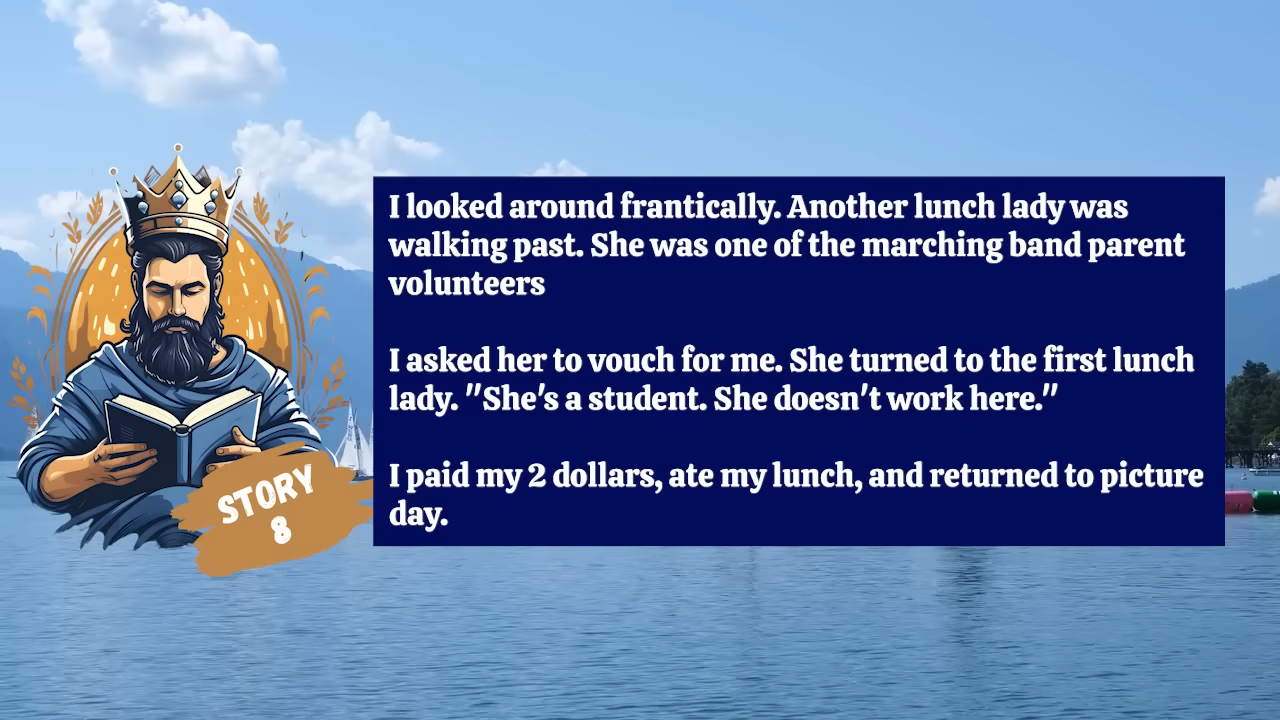 I looked around frantically. Another lunch lady was
walking past. She was one of the marching band parent
volunteers
I asked her to vouch for me. She turned to the first lunch
lady. "She's a student. She doesn't work here."
I paid my 2 dollars, ate my lunch, and returned to picture
day.
STORY
8